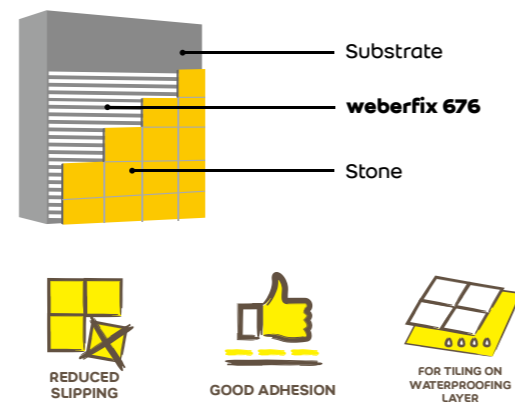 Substrate
weberfix 676
Stone
REDUCED
SLIPPING
GOOD ADHESION
FOR TILING ON
WATERPROOFING
LAYER